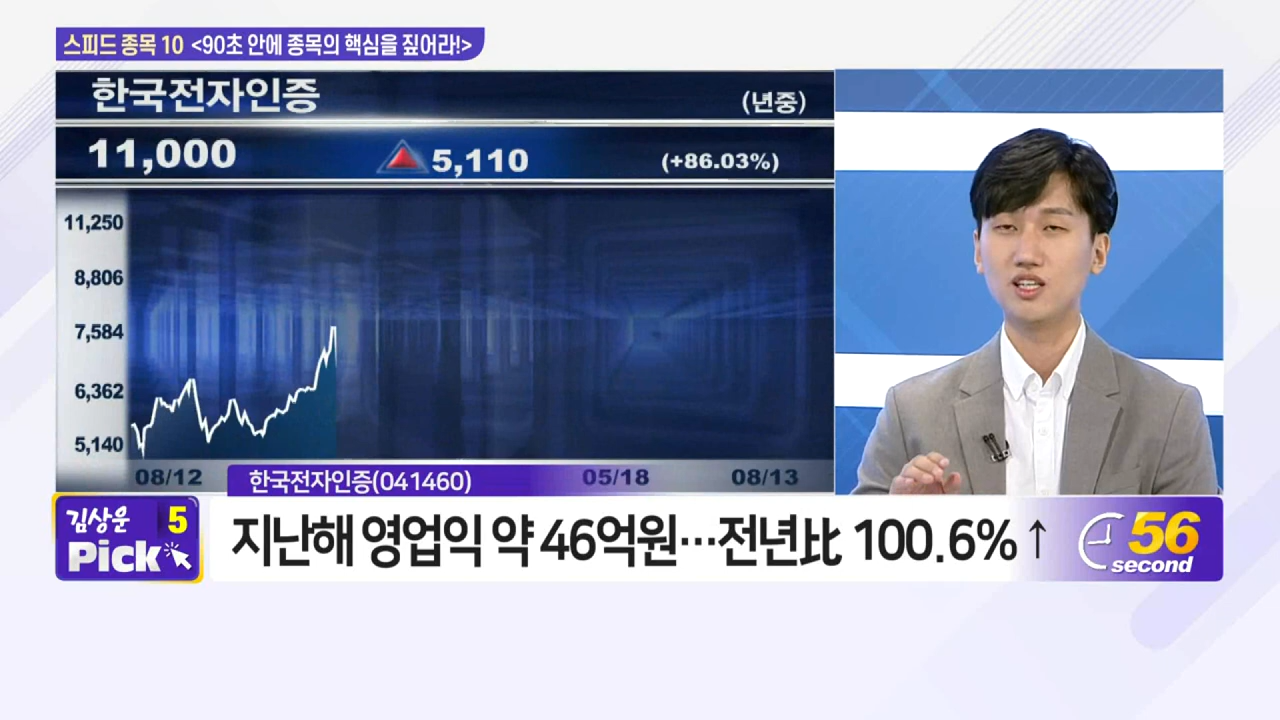 스피드 종목 10 <90초 안에 종목의 핵심을 짚어라!>
한국전자인증 (년중)
11,000 ▲ 5,110 (+86.03%)
11,250
8,806
7,584
6,362
5,140
08/12 05/18 08/13
한국전자인증(041460)
김상운 5
Pick
지난해 영업익 약 46억원…전년比 100.6%↑
56
second